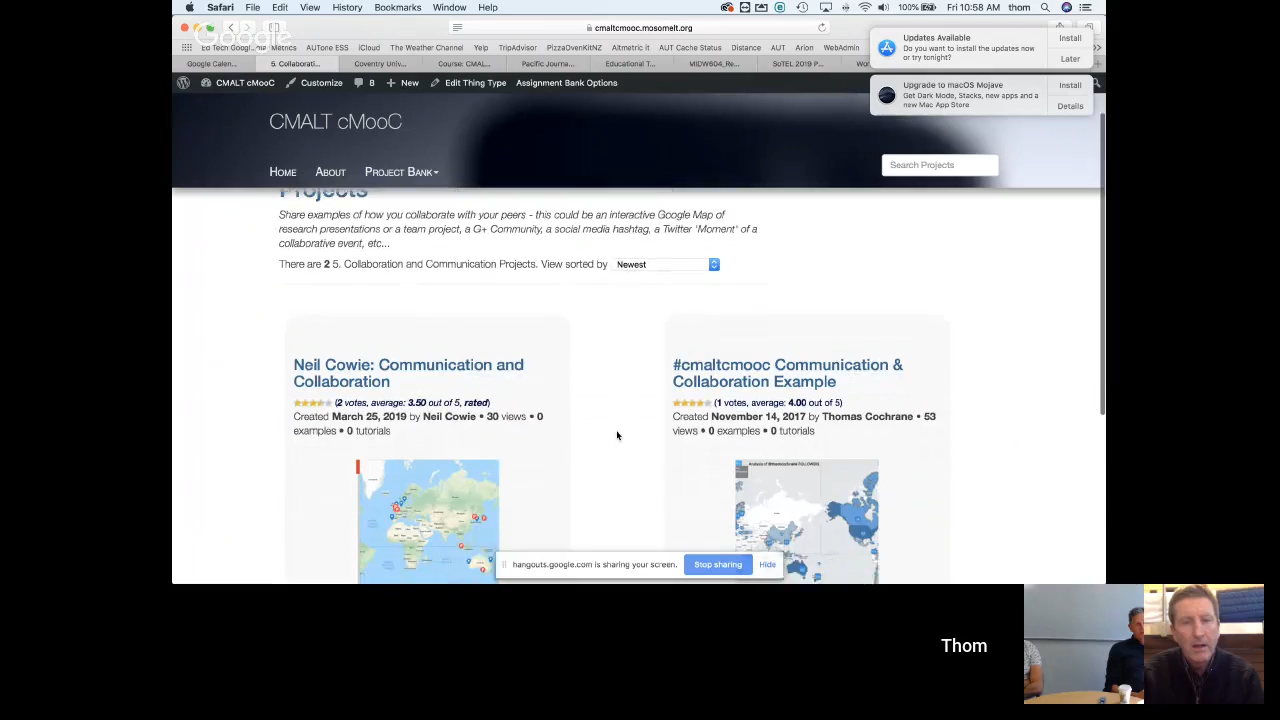 Safari File Edit View History Bookmarks Window Help 100% Fri 10:58 AM thom
cmaltcmooc.mosomelt.org
Google
Ed Tech Googl... Metrics AUTone ESS iCloud The Weather Channel Yelp TripAdvisor PizzaOvenKitNZ Altmetric it AUT Cache Status Distance AUT Arion WebAdmin
Google Calen... 5. Collaborati... Coventry Univ... Course: CMAL... Pacific Journa... Educational T... MIDW604_Re... SoTEL 2019 P...
Updates Available
Do you want to install the updates now
or try tonight?
Install
Later
Upgrade to macOS Mojave
Get Dark Mode, Stacks, new apps and a
new Mac App Store
Install
Details
CMALT cMooC Customize 8 + New Edit Thing Type Assignment Bank Options
CMALT cMooC
Home About Project Bank
Search Projects
Projects
Share examples of how you collaborate with your peers - this could be an interactive Google Map of
research presentations or a team project, a G+ Community, a social media hashtag, a Twitter 'Moment' of a
collaborative event, etc...
There are 2 5. Collaboration and Communication Projects. View sorted by Newest
Neil Cowie: Communication and
Collaboration
(2 votes, average: 3.50 out of 5, rated)
Created March 25, 2019 by Neil Cowie • 30 views • 0
examples • 0 tutorials
#cmaltcmooc Communication &
Collaboration Example
(1 votes, average: 4.00 out of 5)
Created November 14, 2017 by Thomas Cochrane • 53
views • 0 examples • 0 tutorials
hangouts.google.com is sharing your screen. Stop sharing Hide
Thom